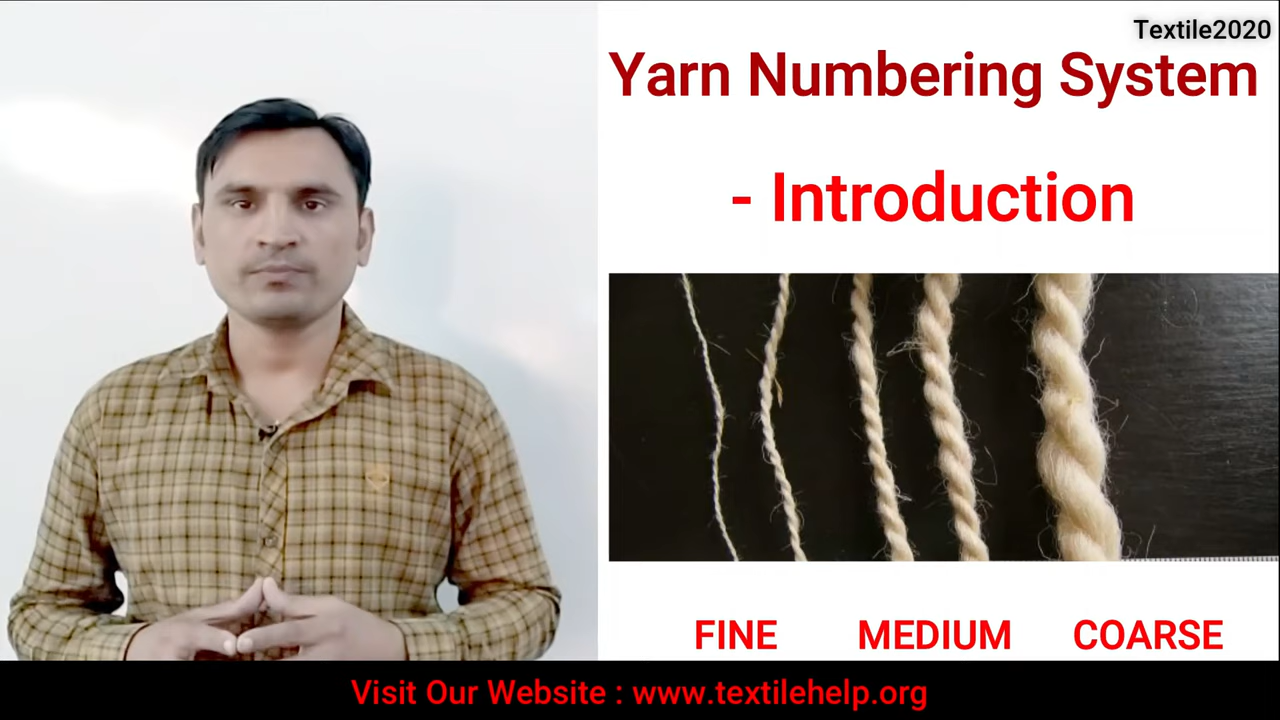 Textile2020
Yarn Numbering System
- Introduction
FINE MEDIUM COARSE
Visit Our Website : www.textilehelp.org